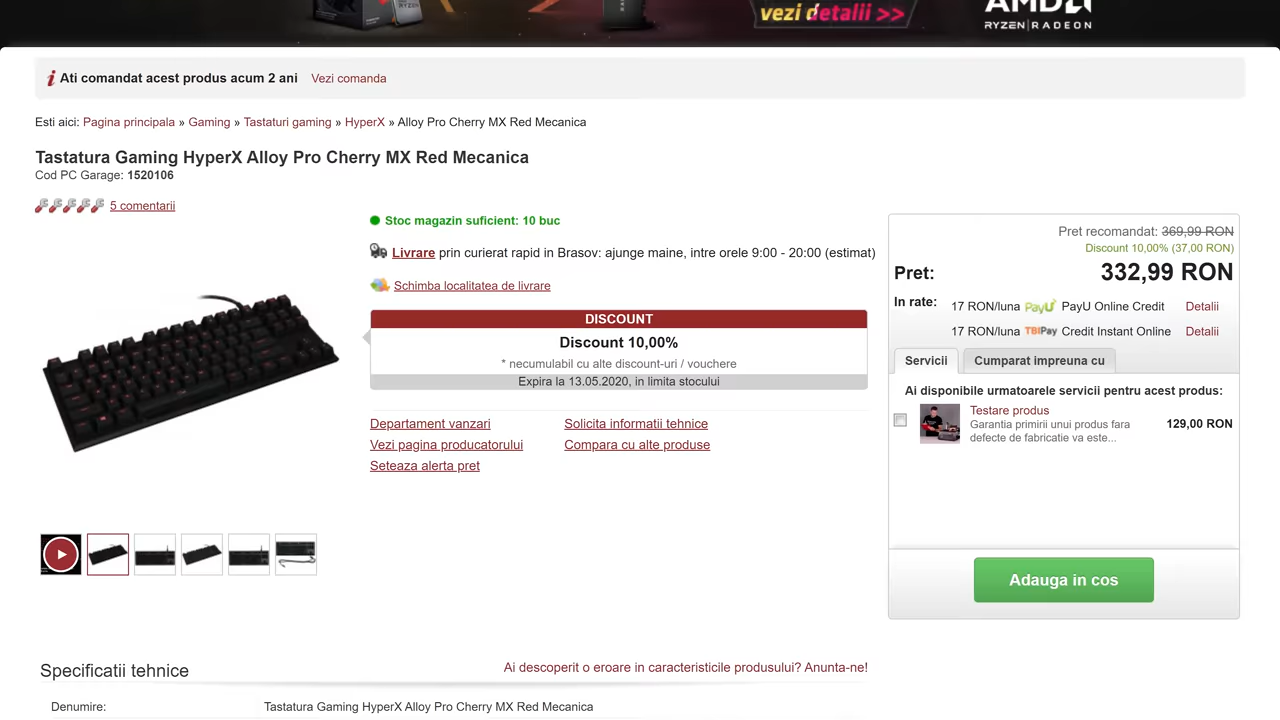 RYZEN
vezi detalii >>
AMD
RYZEN | RADEON
Ati comandat acest produs acum 2 ani Vezi comanda
Esti aici: Pagina principala » Gaming » Tastaturi gaming » HyperX » Alloy Pro Cherry MX Red Mecanica
Tastatura Gaming HyperX Alloy Pro Cherry MX Red Mecanica
Cod PC Garage: 1520106
5 comentarii
Stoc magazin suficient: 10 buc
Livrare prin curierat rapid in Brasov: ajunge maine, intre orele 9:00 - 20:00 (estimat)
Schimba localitatea de livrare
DISCOUNT
Discount 10,00%
* necumulabil cu alte discount-uri / vouchere
Expira la 13.05.2020, in limita stocului
Departament vanzari Solicita informatii tehnice
Vezi pagina producatorului Compara cu alte produse
Seteaza alerta pret
Pret recomandat: 369,99 RON
Discount 10,00% (37,00 RON)
Pret: 332,99 RON
In rate: 17 RON/luna PayU PayU Online Credit Detalii
17 RON/luna TBIPay Credit Instant Online Detalii
Servicii Cumparat impreuna cu
Ai disponibile urmatoarele servicii pentru acest produs:
Testare produs
Garantia primirii unui produs fara
defecte de fabricatie va este...
129,00 RON
Adauga in cos
Specificatii tehnice
Ai descoperit o eroare in caracteristicile produsului? Anunta-ne!
Denumire: Tastatura Gaming HyperX Alloy Pro Cherry MX Red Mecanica